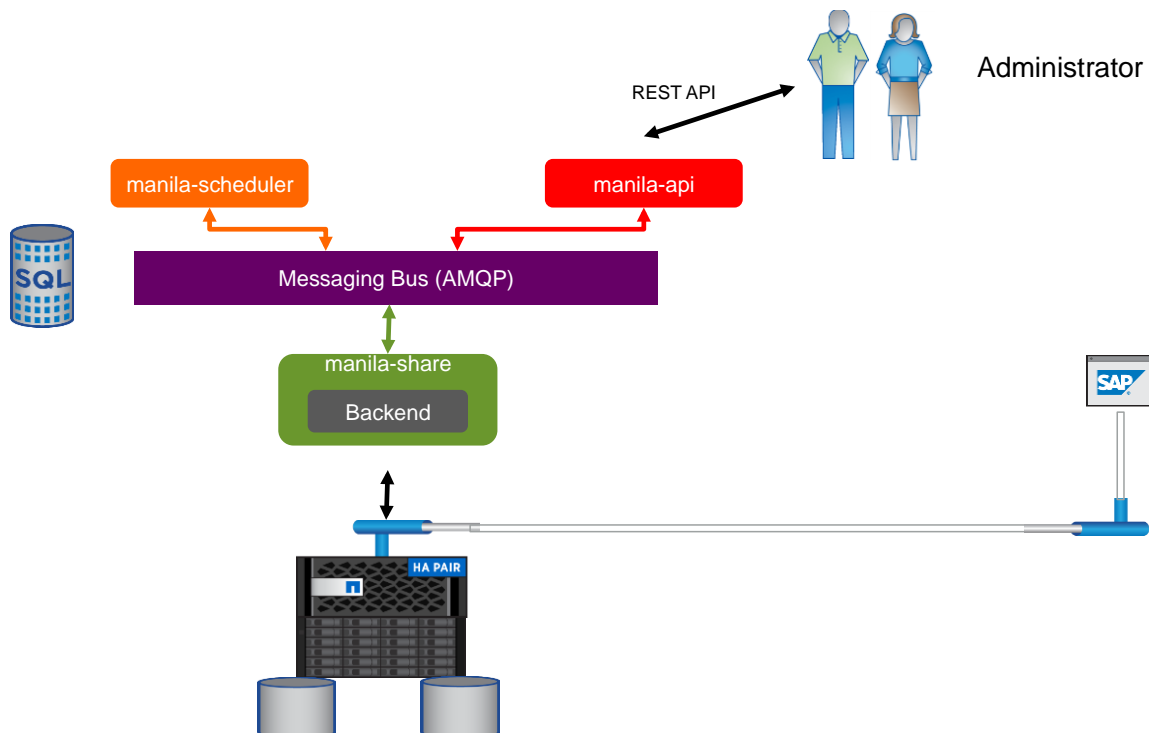 Administrator
REST API
manila-scheduler
manila-api
SQL
Messaging Bus (AMQP)
manila-share
Backend
SAP
HA PAIR